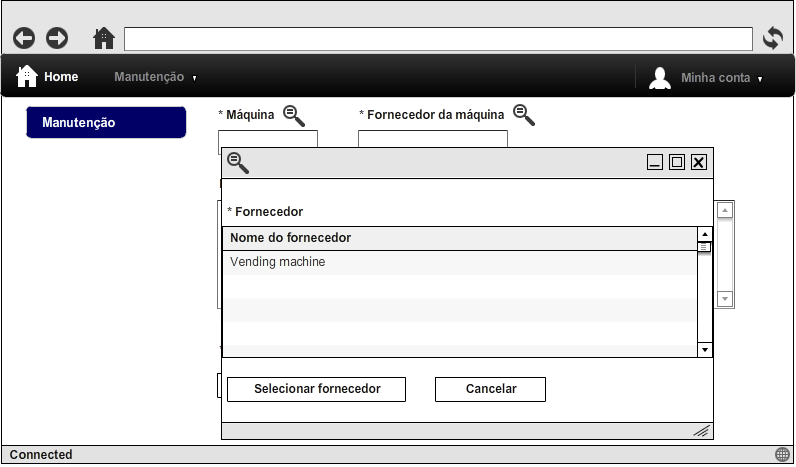 Home
Manutenção
Minha conta
Manutenção
* Máquina
* Fornecedor da máquina
* Fornecedor
Nome do fornecedor
Vending machine
Selecionar fornecedor
Cancelar
Connected